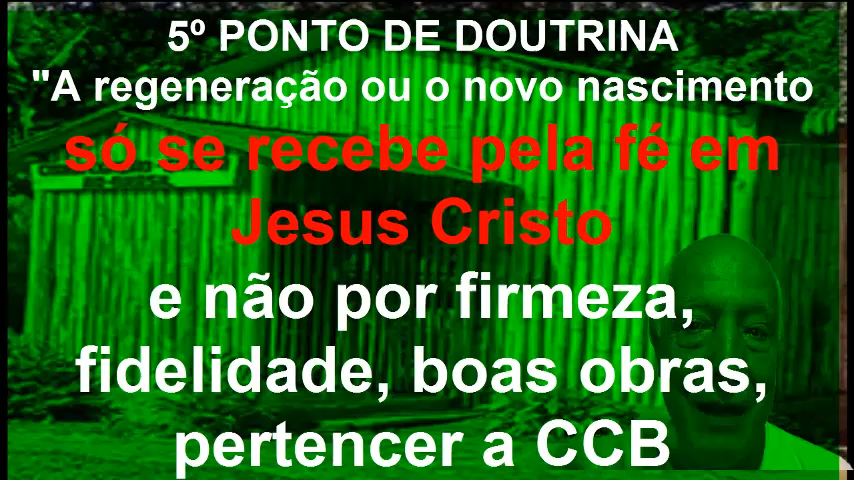 5º PONTO DE DOUTRINA
"A regeneração ou o novo nascimento
só se recebe pela fé em
Jesus Cristo
e não por firmeza,
fidelidade, boas obras,
pertencer a CCB